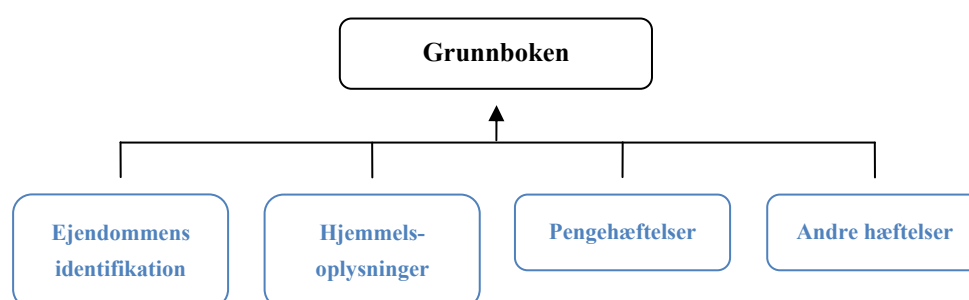 Grunnboken
Ejendommens
identifikation
Hjemmels-
oplysninger
Pengehæftelser
Andre hæftelser